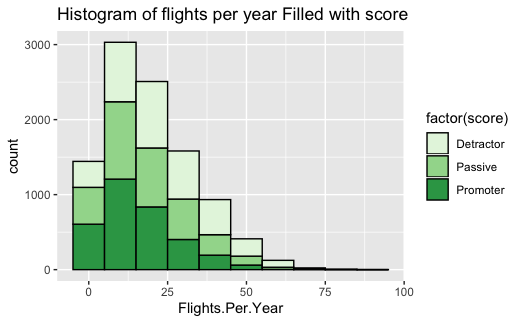 Histogram of flights per year Filled with score
3000
2000
1000
0
count
0 25 50 75 100
Flights.Per.Year
factor(score)
Detractor
Passive
Promoter